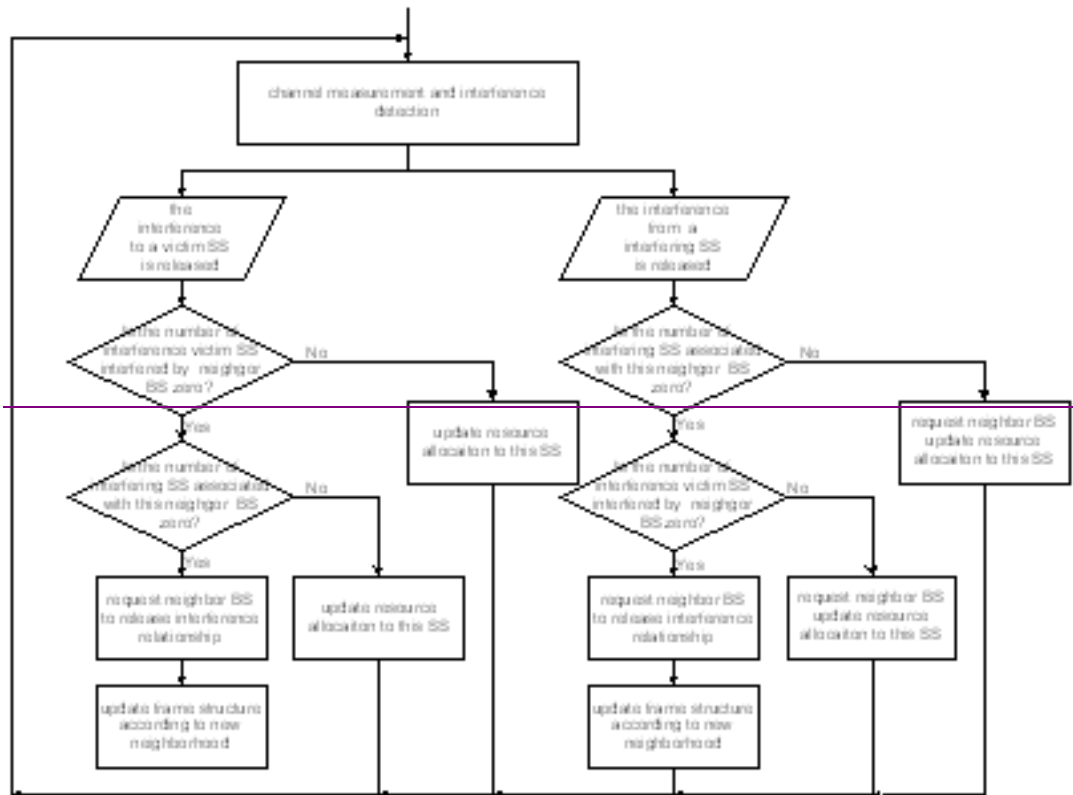 channel measurement and interference
detection
the
interference
to a victim SS
is released
the interference
from a
interfering SS
is released
Is the number of
interference victim SS
interfered by neighgor
BS zero?
No
Is the number of
interfering SS associated
with this neighgor BS
zero?
No
Yes
update resource
allocaiton to this SS
Yes
request neighbor BS
update resource
allocaiton to this SS
Is the number of
interfering SS associated
with this neighgor BS
zero?
No
Is the number of
interference victim SS
interfered by neighgor
BS zero?
No
Yes
Yes
request neighbor BS
to release interference
relationship
update resource
allocaiton to this SS
request neighbor BS
to release interference
relationship
request neighbor BS
update resource
allocaiton to this SS
update frame structure
according to new
neighborhood
update frame structure
according to new
neighborhood